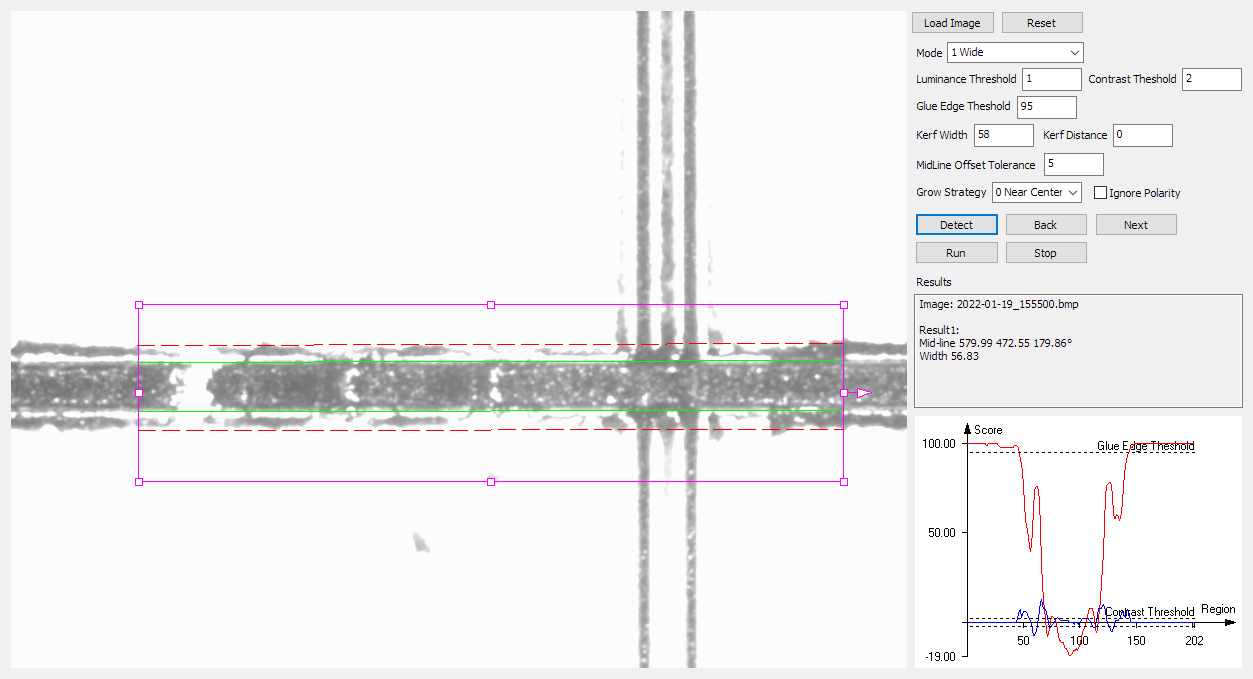 Load Image Reset
Mode 1 Wide
Luminance Threshold 1 Contrast Theshold 2
Glue Edge Theshold 95
Kerf Width 58 Kerf Distance 0
MidLine Offset Tolerance 5
Grow Strategy 0 Near Center Ignore Polarity
Detect Back Next
Run Stop
Results
Image: 2022-01-19_155500.bmp
Result1:
Mid-line 579.99 472.55 179.86°
Width 56.83
Score
100.00 Glue Edge Threshold
50.00
Contrast Threshold Region
50 100 150 202
-19.00